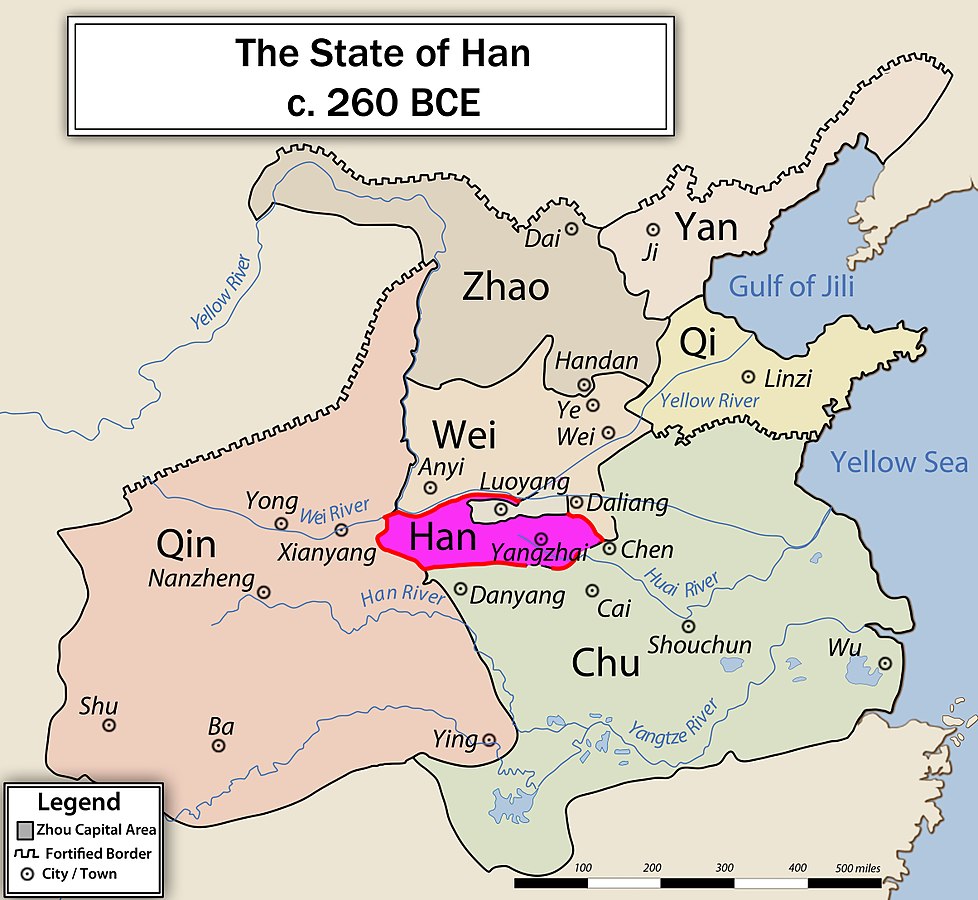 The State of Han
c. 260 BCE
Yan
Dai
Ji
Zhao
Gulf of Jili
Yellow River
Qi
Handan
Linzi
Ye
Yellow River
Wei
Wei
Anyi
Yellow Sea
Luoyang
Yong
Wei River
Daliang
Qin
Xianyang
Han
Yangzhai
Chen
Nanzheng
Han River
Danyang
Huai River
Cai
Shouchun
Chu
Wu
Shu
Ba
Ying
Yangtze River
Legend
Zhou Capital Area
Fortified Border
City / Town
100 200 300 400 500 miles